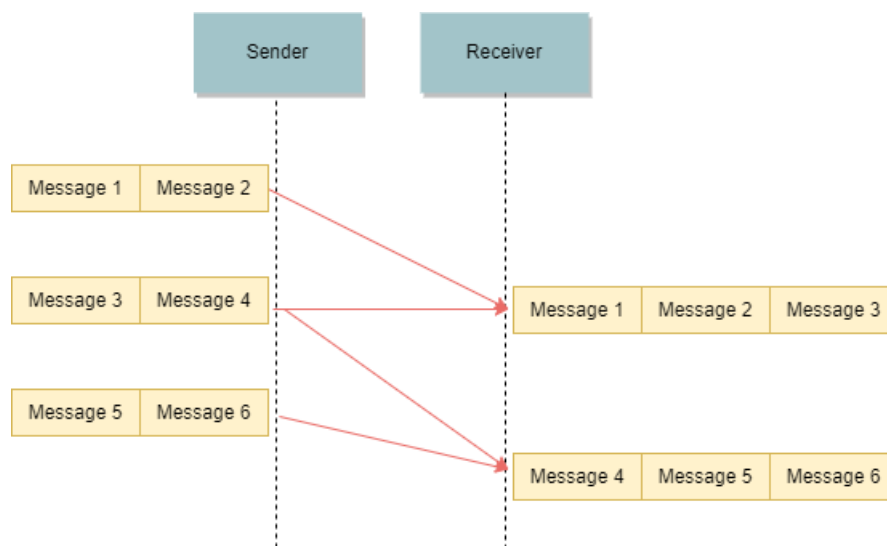 Sender Receiver
Message 1 Message 2
Message 3 Message 4
Message 1 Message 2 Message 3
Message 5 Message 6
Message 4 Message 5 Message 6